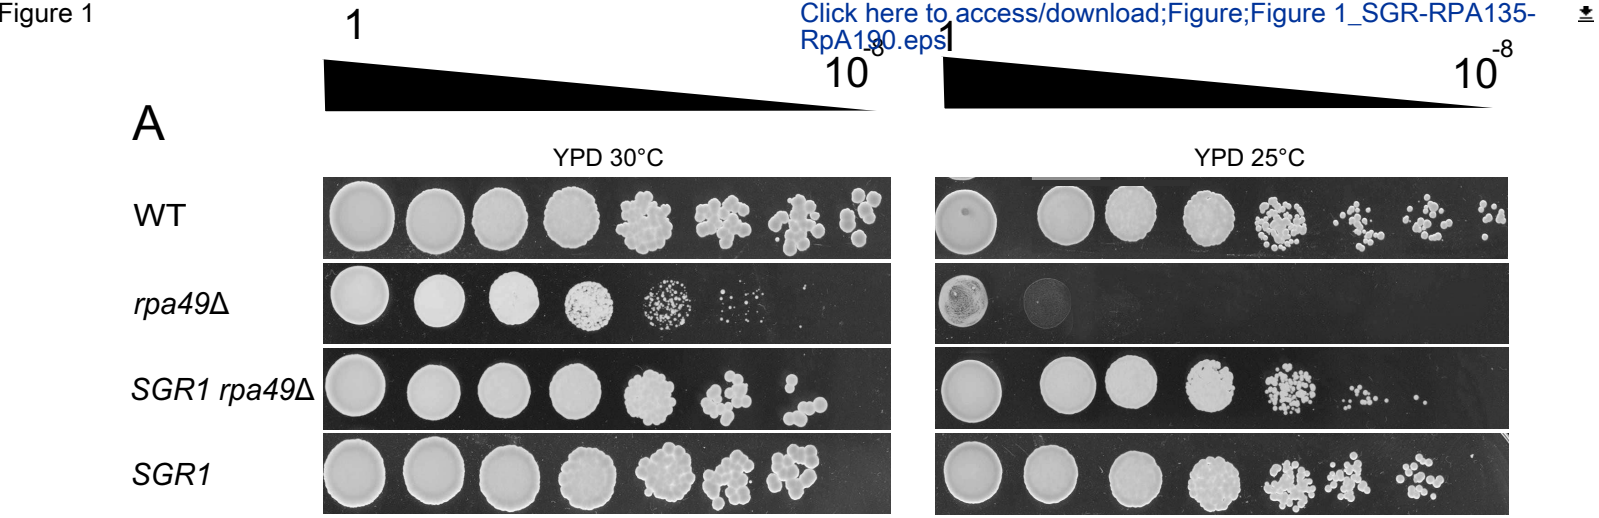 Figure 1
Click here to access/download;Figure;Figure 1_SGR-RPA135-
RpA190.eps
1
10-8
1
10-8
A
YPD 30°C
YPD 25°C
WT
rpa49Δ
SGR1 rpa49Δ
SGR1